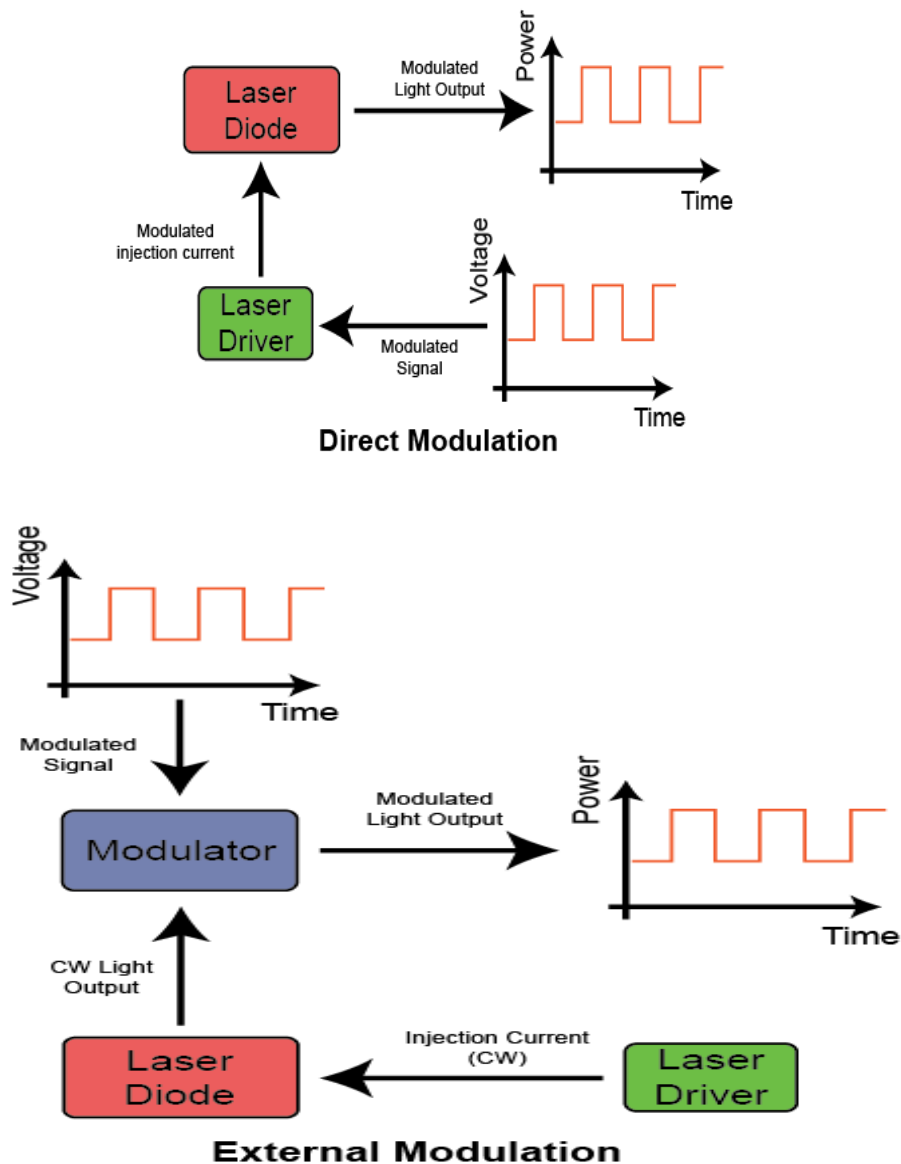 Power
Modulated
Light Output
Laser
Diode
Time
Modulated
injection current
Voltage
Laser
Driver
Modulated
Signal
Time
Direct Modulation
Voltage
Time
Modulated
Signal
Modulated
Light Output
Power
Modulator
Time
CW Light
Output
Injection Current
(CW)
Laser
Diode
Laser
Driver
External Modulation